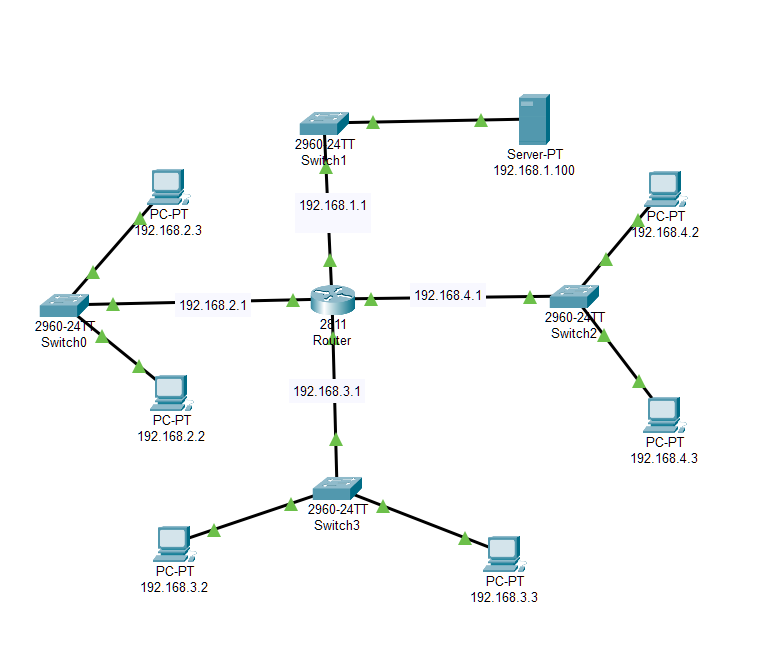 2960-24TT
Switch1
Server-PT
192.168.1.100
PC-PT
192.168.2.3
192.168.1.1
PC-PT
192.168.4.2
2960-24TT
Switch0
192.168.2.1
2811
Router
192.168.4.1
2960-24TT
Switch2
PC-PT
192.168.2.2
192.168.3.1
PC-PT
192.168.4.3
2960-24TT
Switch3
PC-PT
192.168.3.2
PC-PT
192.168.3.3